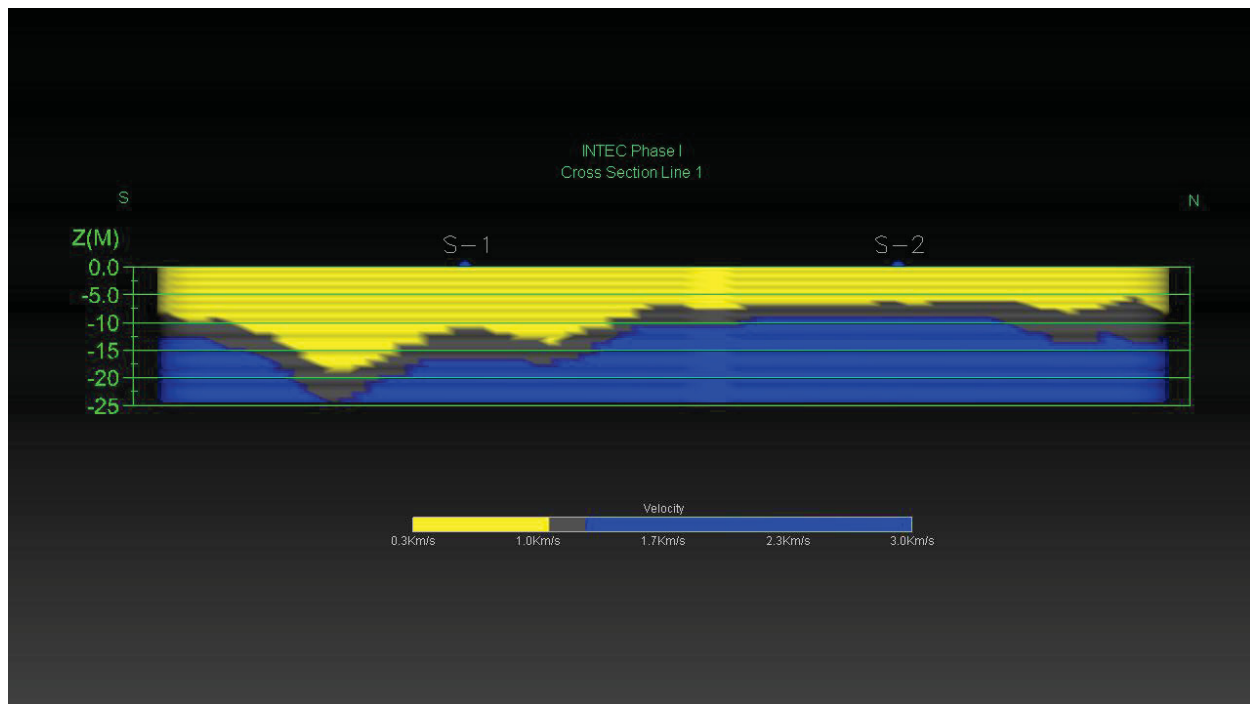 INTEC Phase I
Cross Section Line 1
S
N
Z(M)
S-1
S-2
0.0
-5.0
-10
-15
-20
-25
Velocity
0.3Km/s
1.0Km/s
1.7Km/s
2.3Km/s
3.0Km/s